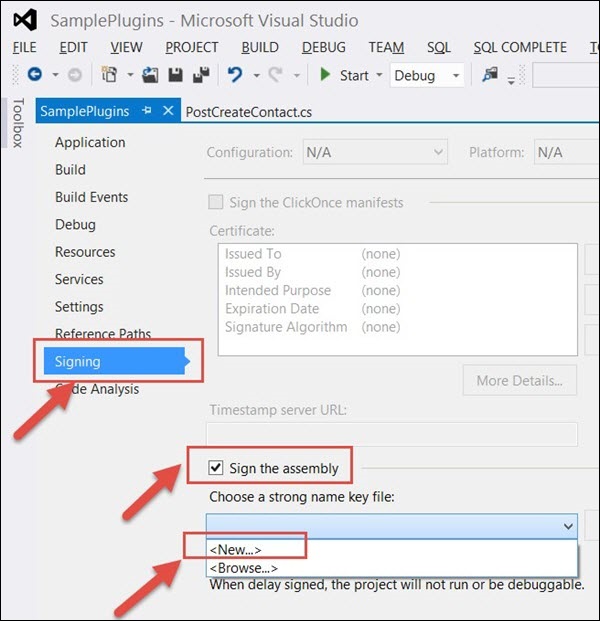 SamplePlugins - Microsoft Visual Studio
FILE EDIT VIEW PROJECT BUILD DEBUG TEAM SQL SQL COMPLETE
Start Debug
Toolbox
SamplePlugins PostCreateContact.cs
Application
Configuration: N/A Platform: N/A
Build
Build Events
Sign the ClickOnce manifests
Debug
Certificate:
Resources
Issued To (none)
Services
Issued By (none)
Intended Purpose (none)
Settings
Expiration Date (none)
Reference Paths
Signature Algorithm (none)
Signing
More Details...
Code Analysis
Timestamp server URL:
Sign the assembly
Choose a strong name key file:
<New...>
<Browse...>
When delay signed, the project will not run or be debuggable.